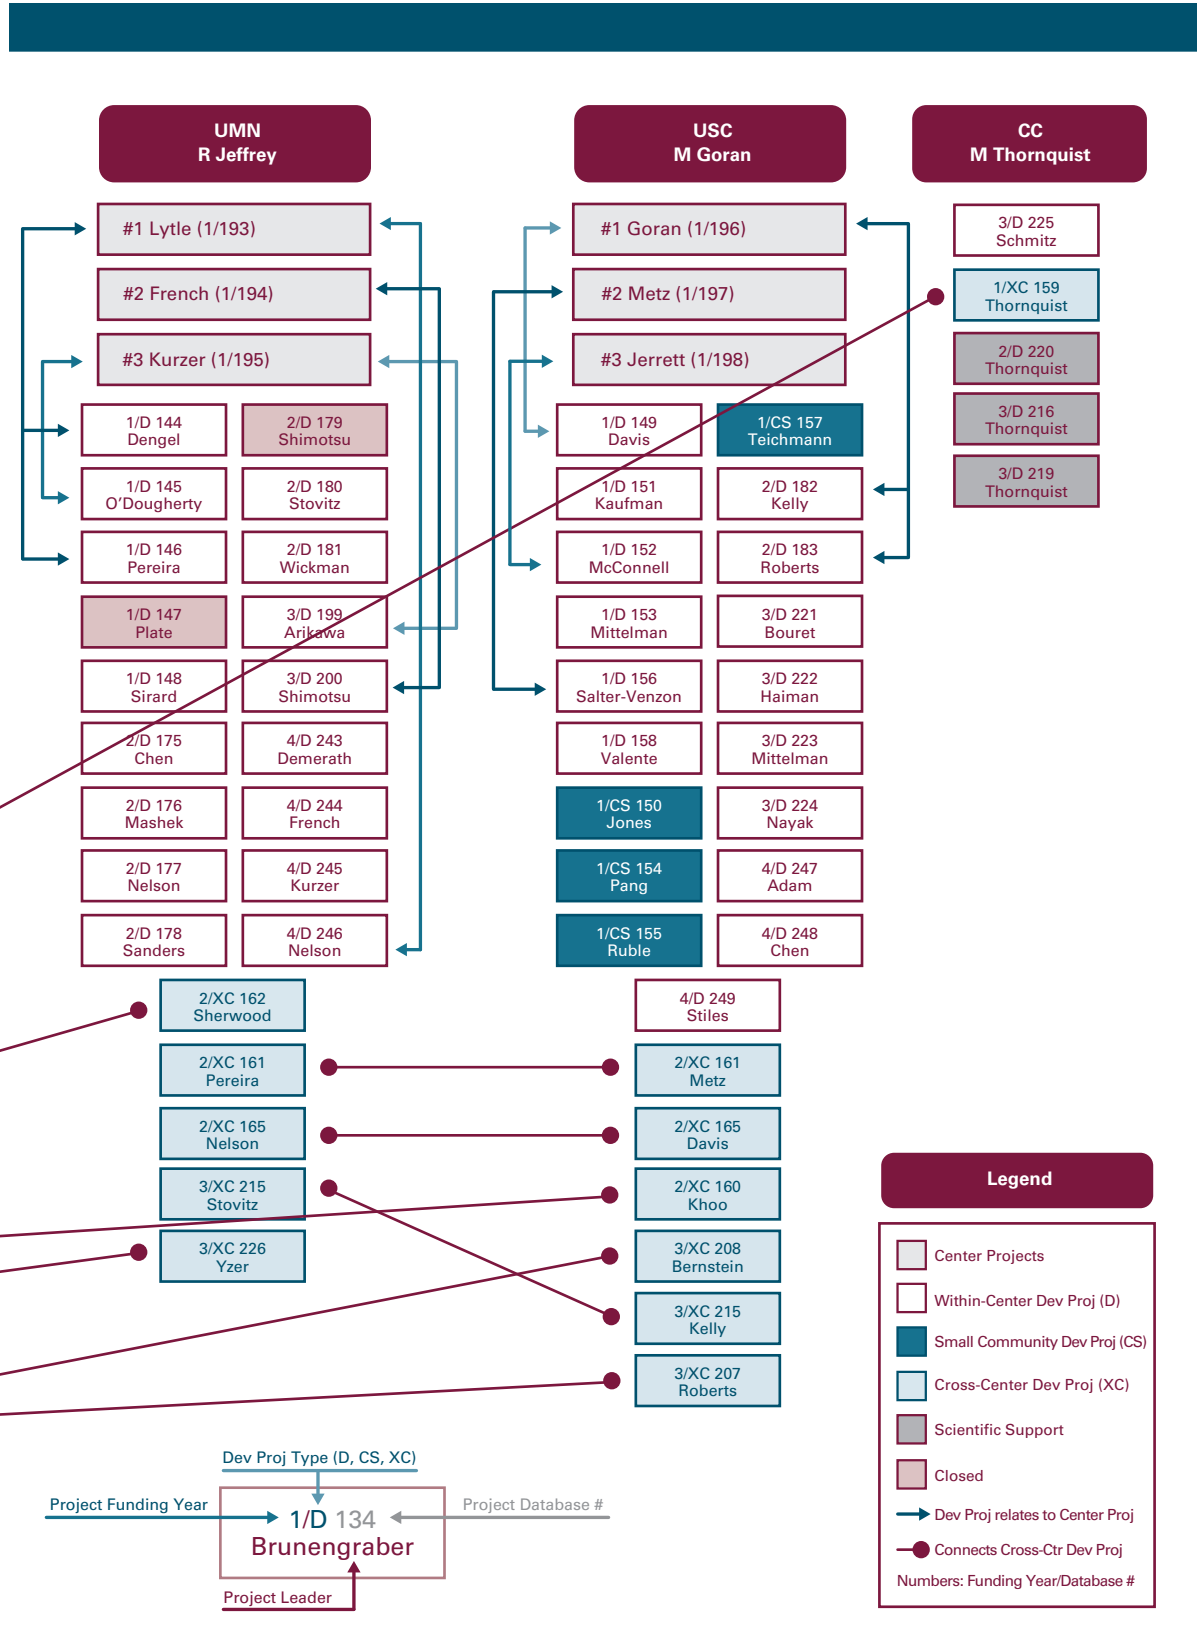 UMN
R Jeffrey
#1 Lytle (1/193)
#2 French (1/194)
#3 Kurzer (1/195)
1/D 144
Dengel
2/D 179
Shimotsu
1/D 145
O'Dougherty
2/D 180
Stovitz
1/D 146
Pereira
2/D 181
Wickman
1/D 147
Plate
3/D 199
Arikawa
1/D 148
Sirard
3/D 200
Shimotsu
2/D 175
Chen
4/D 243
Demerath
2/D 176
Mashek
4/D 244
French
2/D 177
Nelson
4/D 245
Kurzer
2/D 178
Sanders
4/D 246
Nelson
2/XC 162
Sherwood
2/XC 161
Pereira
2/XC 165
Nelson
3/XC 215
Stovitz
3/XC 226
Yzer
USC
M Goran
#1 Goran (1/196)
#2 Metz (1/197)
#3 Jerrett (1/198)
1/D 149
Davis
1/CS 157
Teichmann
1/D 151
Kaufman
2/D 182
Kelly
1/D 152
McConnell
2/D 183
Roberts
1/D 153
Mittelman
3/D 221
Bouret
1/D 156
Salter-Venzon
3/D 222
Haiman
1/D 158
Valente
3/D 223
Mittelman
1/CS 150
Jones
3/D 224
Nayak
1/CS 154
Pang
4/D 247
Adam
1/CS 155
Ruble
4/D 248
Chen
4/D 249
Stiles
2/XC 161
Metz
2/XC 165
Davis
2/XC 160
Khoo
3/XC 208
Bernstein
3/XC 215
Kelly
3/XC 207
Roberts
CC
M Thornquist
3/D 225
Schmitz
1/XC 159
Thornquist
2/D 220
Thornquist
3/D 216
Thornquist
3/D 219
Thornquist
Legend
Center Projects
Within-Center Dev Proj (D)
Small Community Dev Proj (CS)
Cross-Center Dev Proj (XC)
Scientific Support
Closed
Dev Proj relates to Center Proj
Connects Cross-Ctr Dev Proj
Numbers: Funding Year/Database #
Dev Proj Type (D, CS, XC)
Project Funding Year
1/D 134
Project Database #
Brunengraber
Project Leader